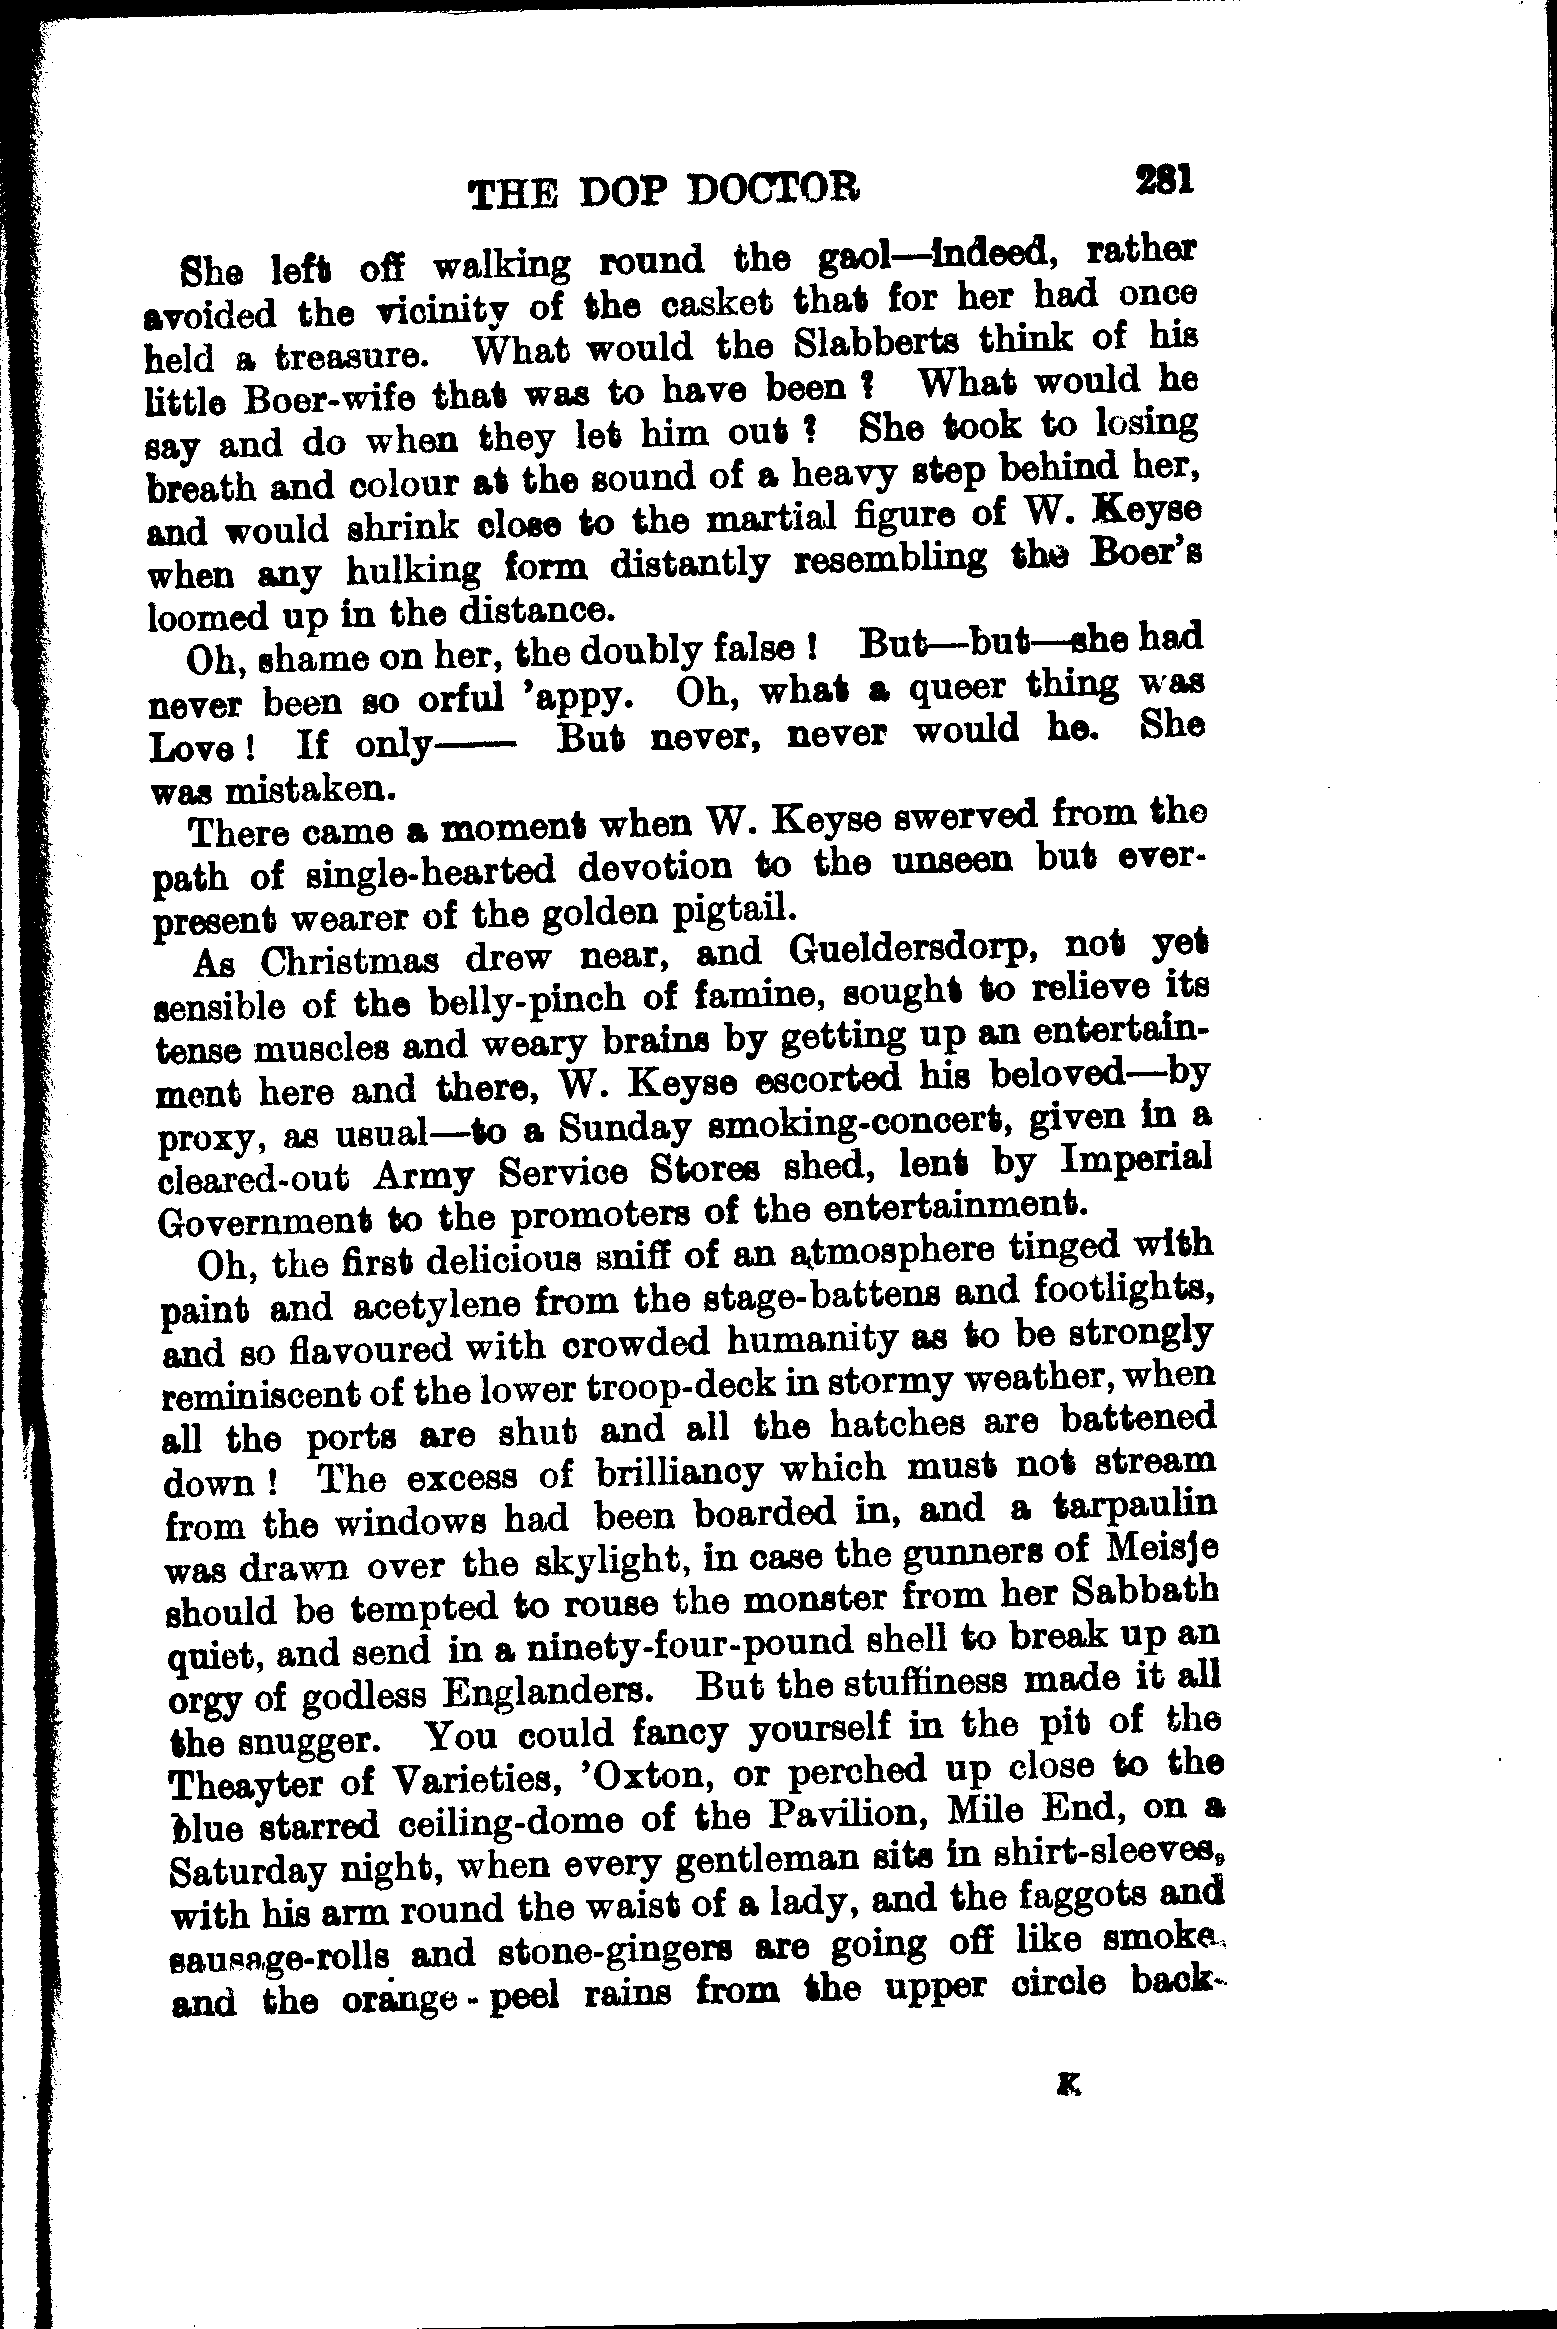 THE DOP DOCTOR 281
She left off walking round the gaol—indeed, rather
avoided the vicinity of the casket that for her had once
held a treasure. What would the Slabberts think of his
little Boer-wife that was to have been ? What would he
say and do when they let him out ? She took to losing
breath and colour at the sound of a heavy step behind her,
and would shrink close to the martial figure of W. Keyse
when any hulking form distantly resembling the Boer's
loomed up in the distance.
Oh, shame on her, the doubly false ! But—but—she had
never been so orful 'appy. Oh, what a queer thing was
Love ! If only—— But never, never would he. She
was mistaken.
There came a moment when W. Keyse swerved from the
path of single-hearted devotion to the unseen but ever-
present wearer of the golden pigtail.
As Christmas drew near, and Gueldersdorp, not yet
sensible of the belly-pinch of famine, sought to relieve its
tense muscles and weary brains by getting up an entertain-
ment here and there, W. Keyse escorted his beloved—by
proxy, as usual—to a Sunday smoking-concert, given in a
cleared-out Army Service Stores shed, lent by Imperial
Government to the promoters of the entertainment.
Oh, the first delicious sniff of an atmosphere tinged with
paint and acetylene from the stage-battens and footlights,
and so flavoured with crowded humanity as to be strongly
reminiscent of the lower troop-deck in stormy weather, when
all the ports are shut and all the hatches are battened
down ! The excess of brilliancy which must not stream
from the windows had been boarded in, and a tarpaulin
was drawn over the skylight, in case the gunners of Meisje
should be tempted to rouse the monster from her Sabbath
quiet, and send in a ninety-four-pound shell to break up an
orgy of godless Englanders. But the stuffiness made it all
the snugger. You could fancy yourself in the pit of the
Theayter of Varieties, 'Oxton, or perched up close to the
blue starred ceiling-dome of the Pavilion, Mile End, on a
Saturday night, when every gentleman sits in shirt-sleeves,
with his arm round the waist of a lady, and the faggots and
sausage-rolls and stone-gingers are going off like smoke,
and the orange-peel rains from the upper circle back-
K